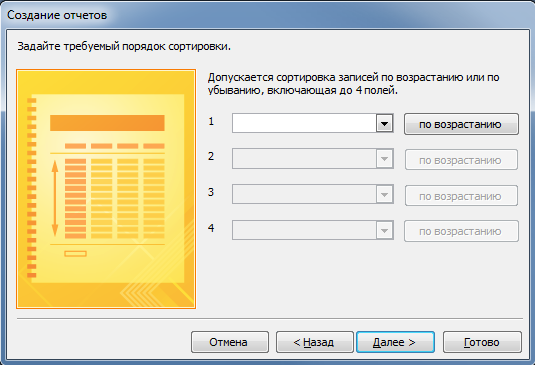 Создание отчетов
Задайте требуемый порядок сортировки.
Допускается сортировка записей по возрастанию или по
убыванию, включающая до 4 полей.
1 по возрастанию
2 по возрастанию
3 по возрастанию
4 по возрастанию
Отмена < Назад Далее > Готово